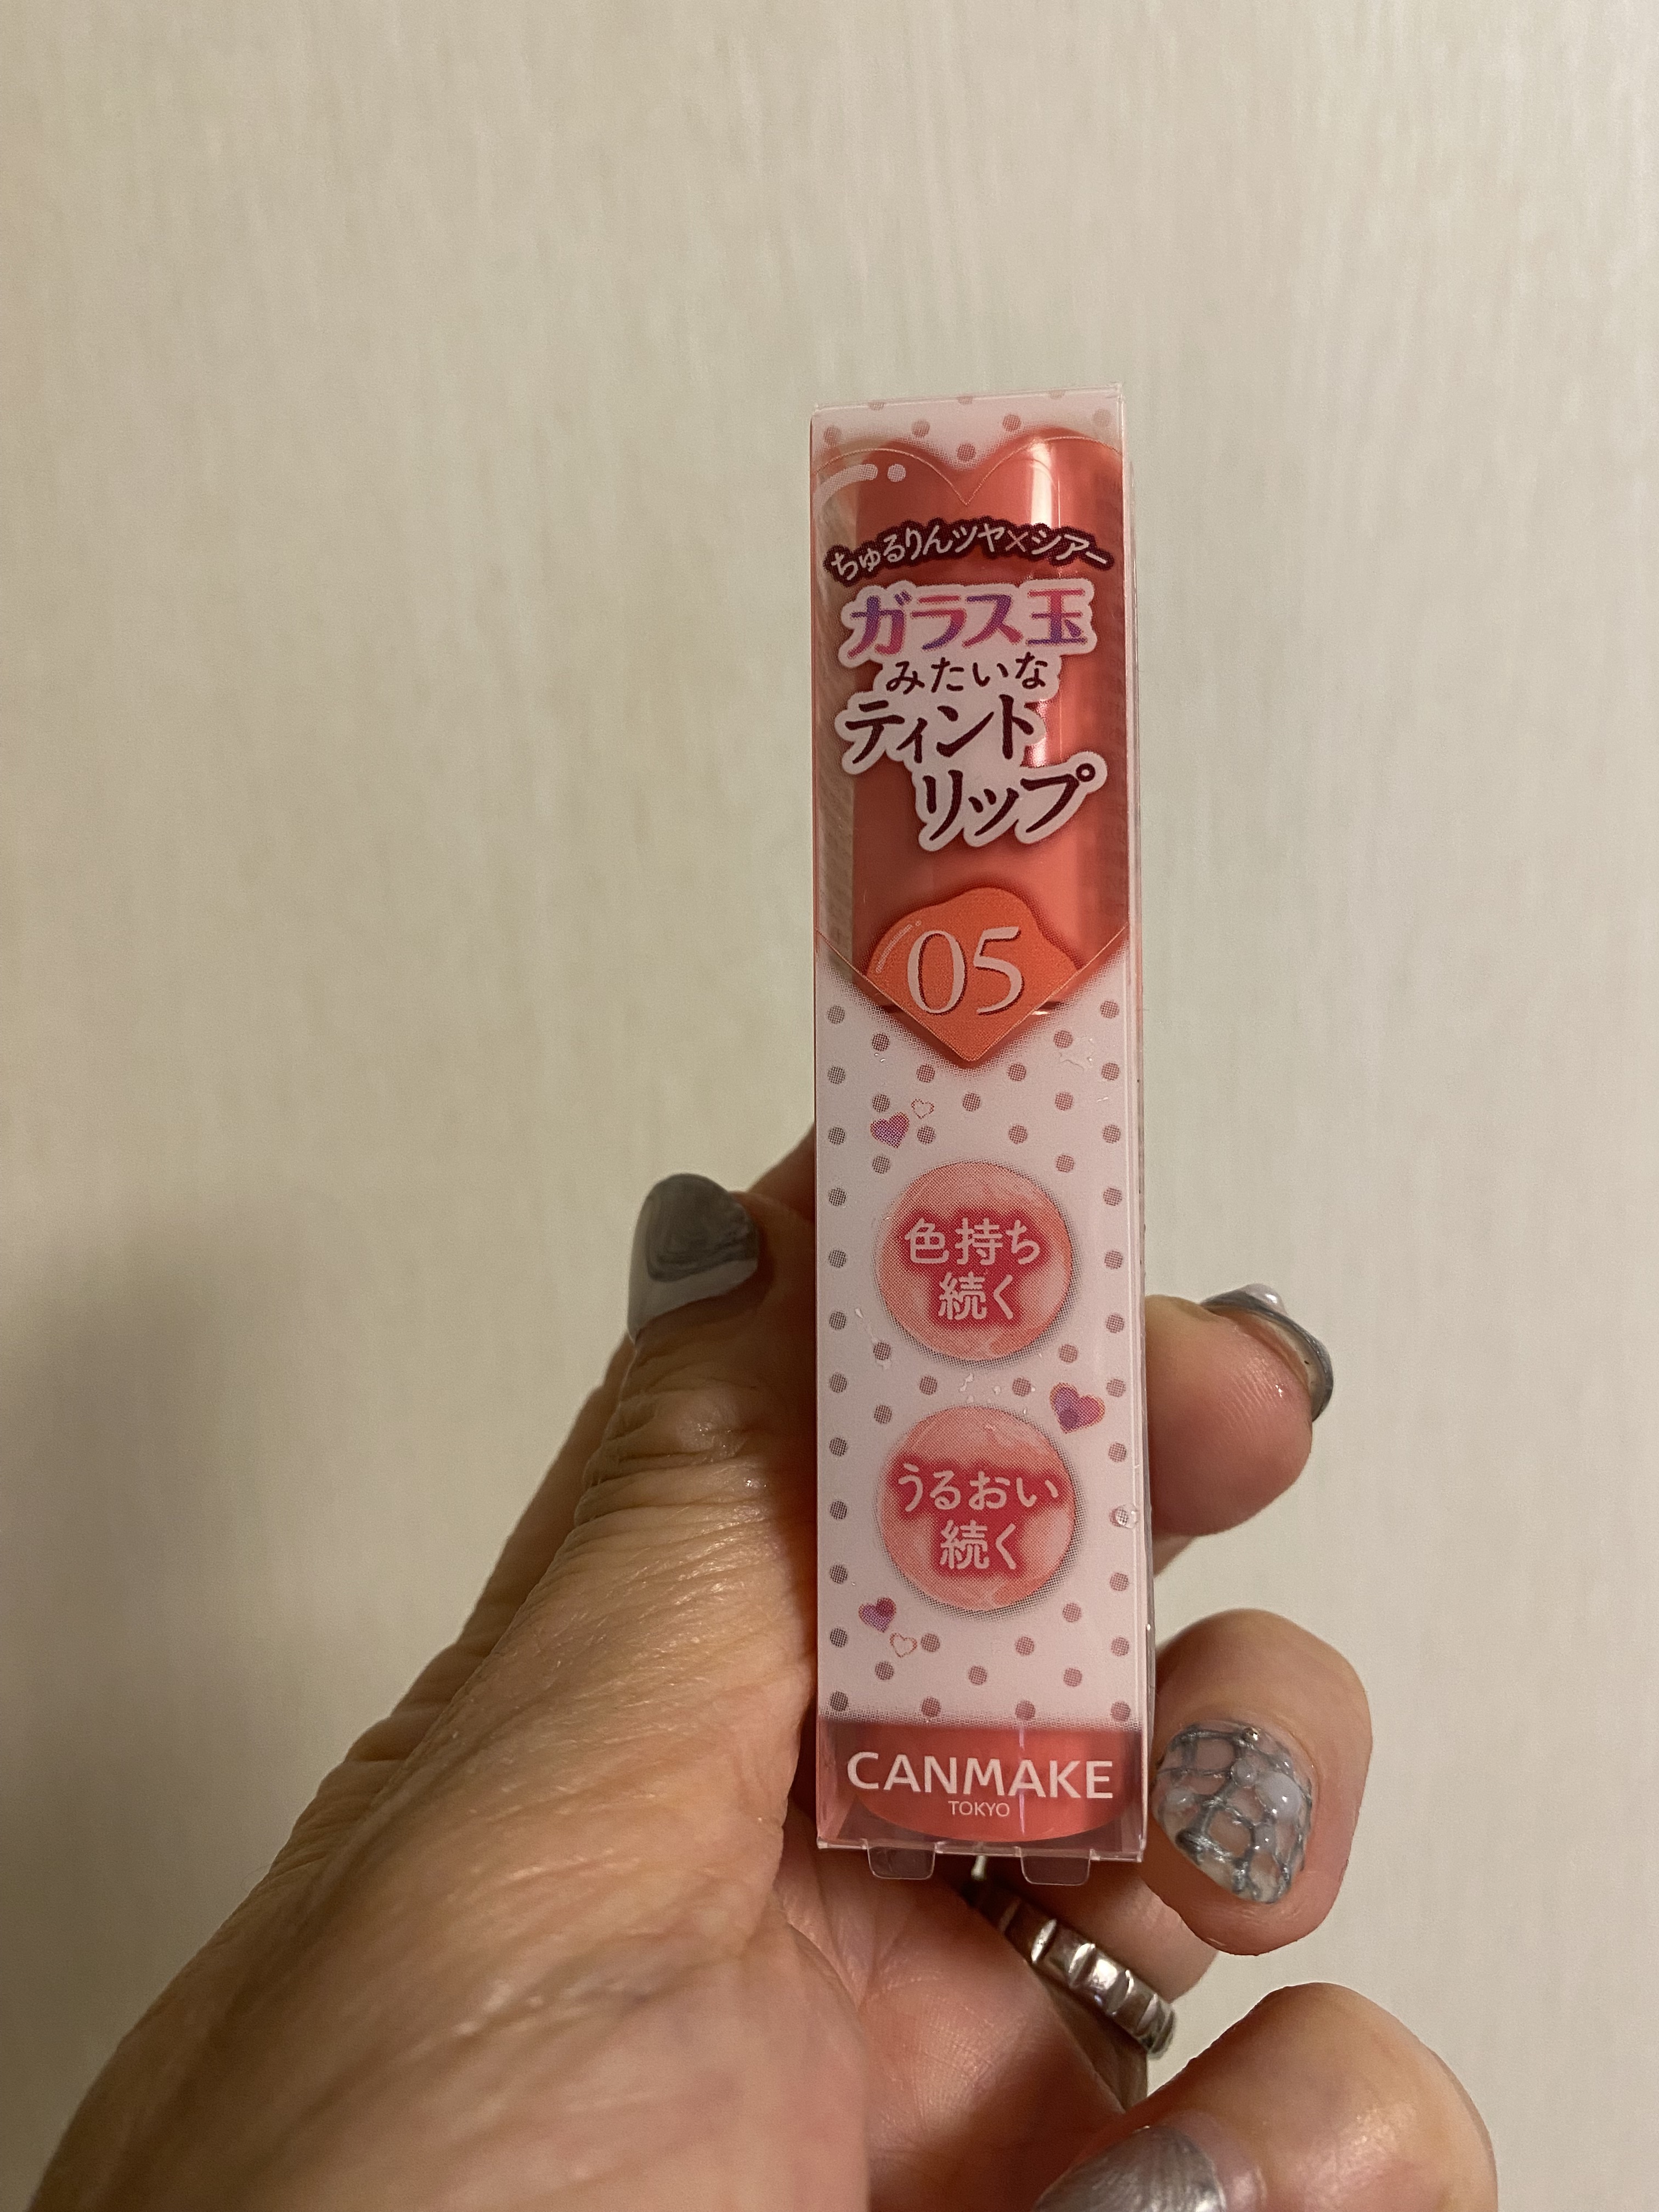 ちゅるりんツヤ×シアー
ガラス玉
みたいな
ティント
リップ
05
色持ち
続く
うるおい
続く
CANMAKE
TOKYO